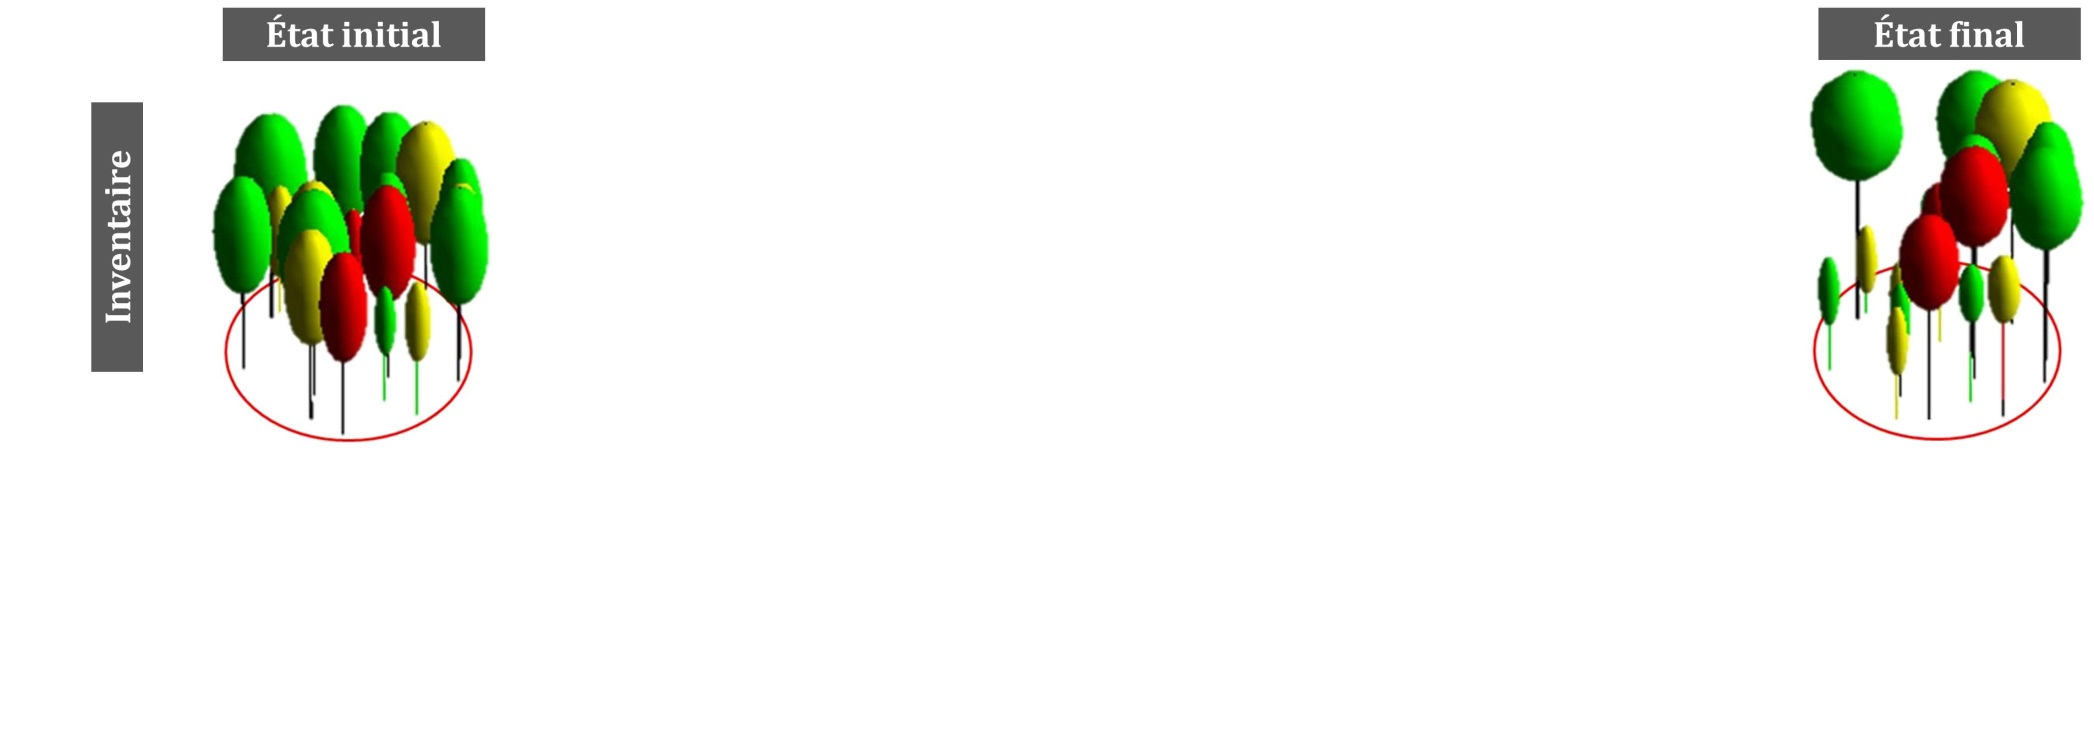 État initial
État final
Inventaire